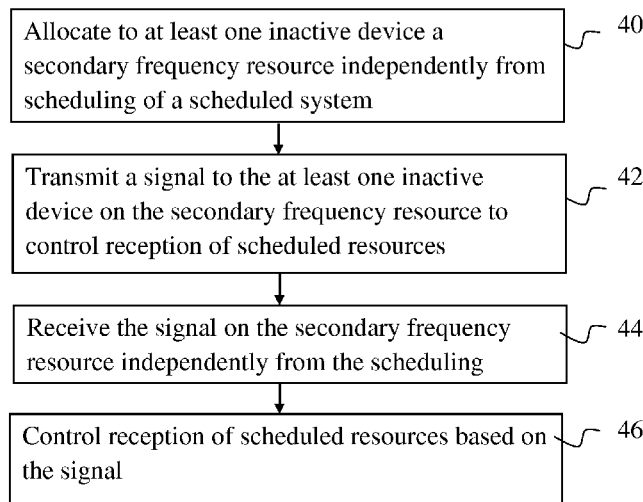 Allocate to at least one inactive device a
secondary frequency resource independently from
scheduling of a scheduled system
40
Transmit a signal to the at least one inactive
device on the secondary frequency resource to
control reception of scheduled resources
42
Receive the signal on the secondary frequency
resource independently from the scheduling
44
Control reception of scheduled resources based on
the signal
46